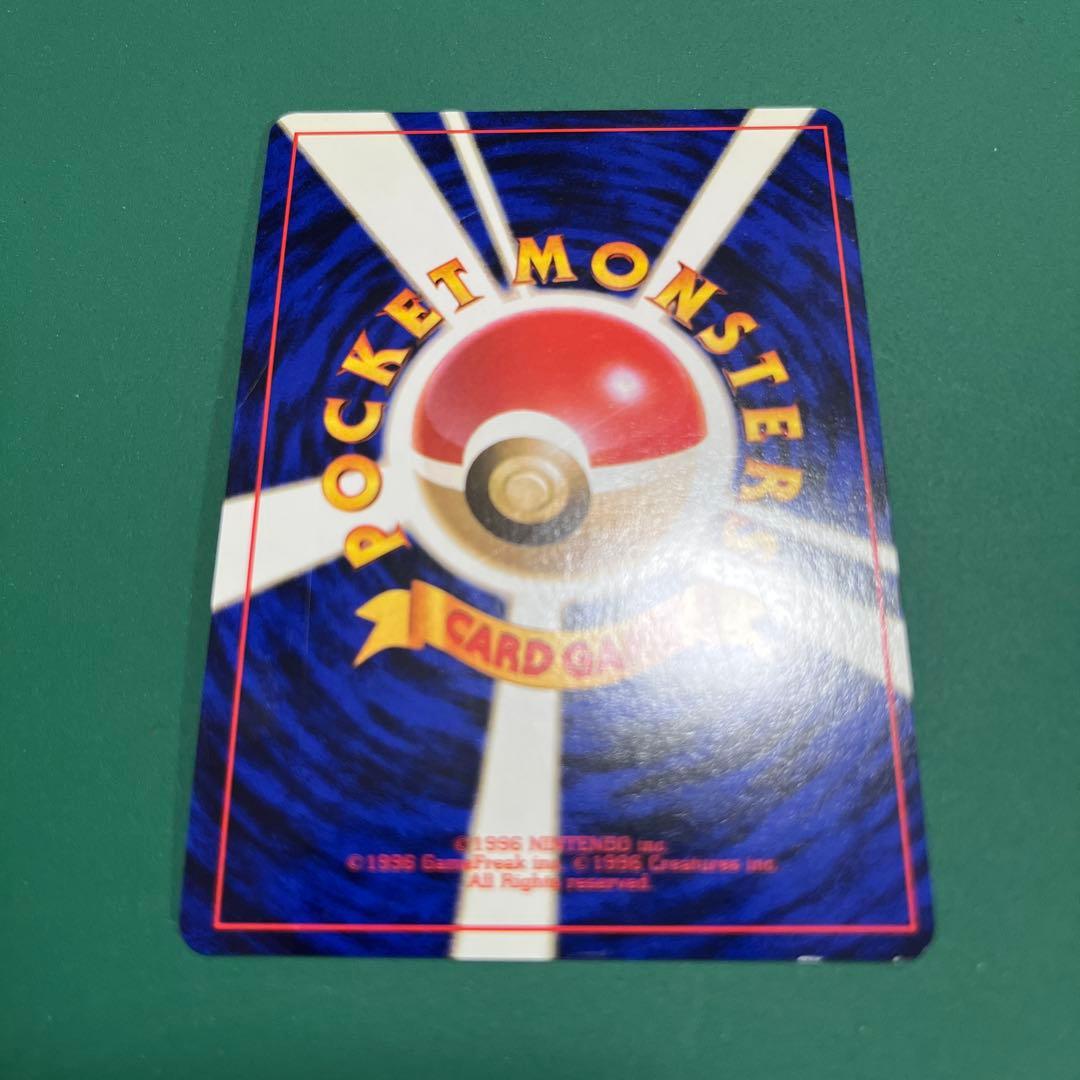 POCKET MONSTERS
CARD GAME
©1996 NINTENDO inc.
©1996 GameFreak inc. ©1996 Creatures inc.
All Rights reserved.